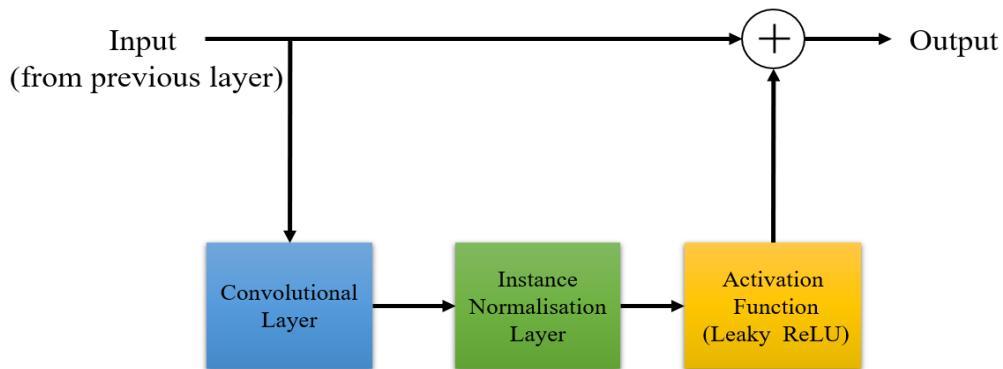 Input
(from previous layer)
+
Output
Convolutional
Layer
Instance
Normalisation
Layer
Activation
Function
(Leaky ReLU)